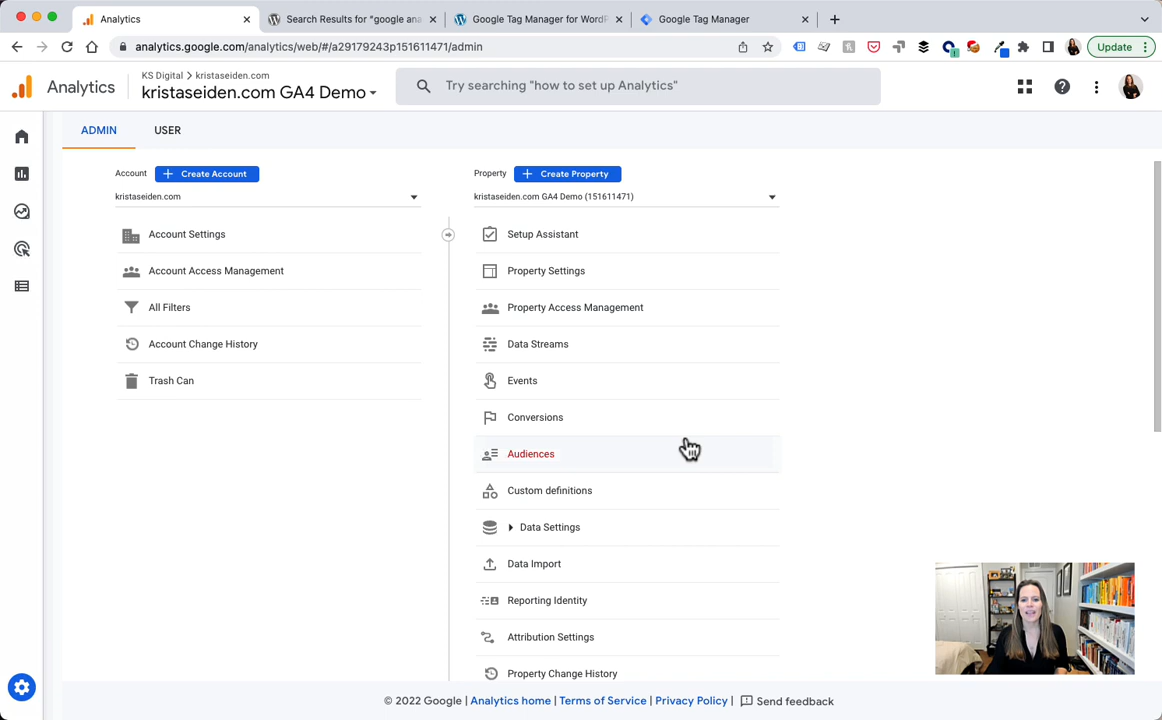 Analytics
Search Results for "google ana
Google Tag Manager for WordPr
Google Tag Manager
analytics.google.com/analytics/web/#/a29179243p151611471/admin
Update
Analytics
KS Digital > kristaseiden.com
kristaseiden.com GA4 Demo
Try searching "how to set up Analytics"
ADMIN
USER
Account
+ Create Account
kristaseiden.com
Account Settings
Account Access Management
All Filters
Account Change History
Trash Can
Property
+ Create Property
kristaseiden.com GA4 Demo (151611471)
Setup Assistant
Property Settings
Property Access Management
Data Streams
Events
Conversions
Audiences
Custom definitions
Data Settings
Data Import
Reporting Identity
Attribution Settings
Property Change History
© 2022 Google | Analytics home | Terms of Service | Privacy Policy | Send feedback